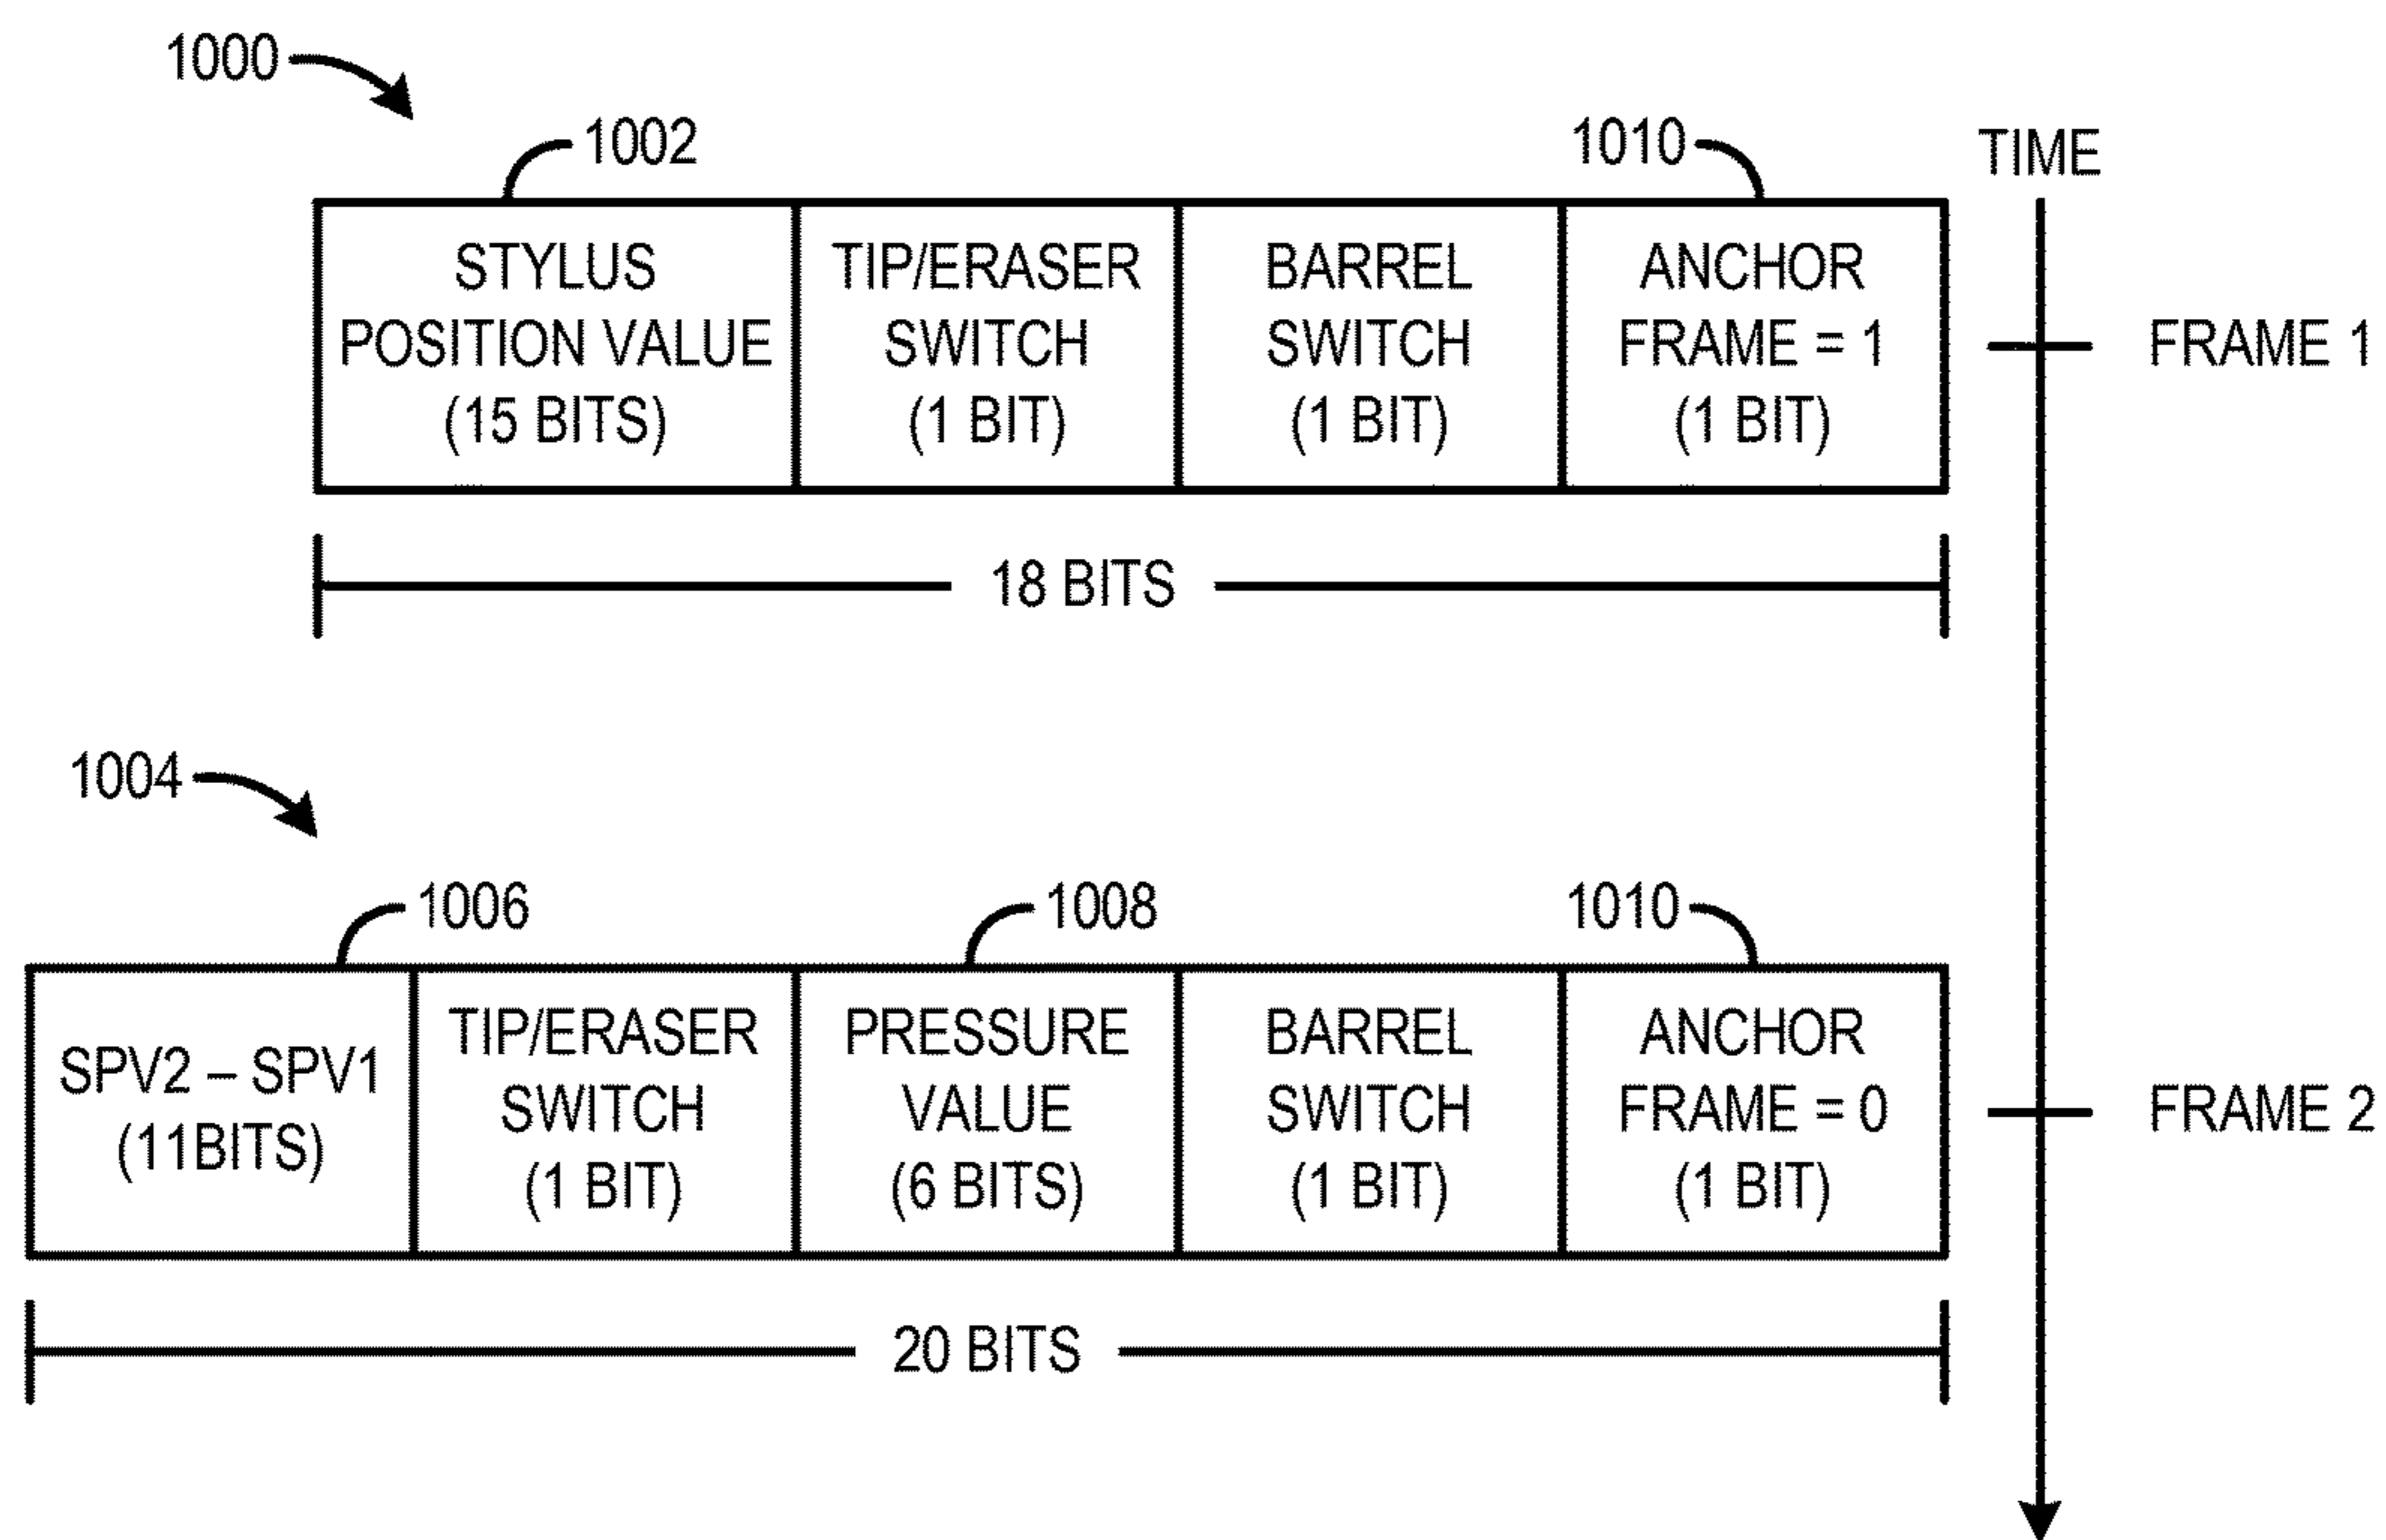 1000
1002
1010
TIME
STYLUS
POSITION VALUE
(15 BITS)
TIP/ERASER
SWITCH
(1 BIT)
BARREL
SWITCH
(1 BIT)
ANCHOR
FRAME = 1
(1 BIT)
FRAME 1
18 BITS
1004
1006
1008
1010
SPV2 – SPV1
(11BITS)
TIP/ERASER
SWITCH
(1 BIT)
PRESSURE
VALUE
(6 BITS)
BARREL
SWITCH
(1 BIT)
ANCHOR
FRAME = 0
(1 BIT)
FRAME 2
20 BITS